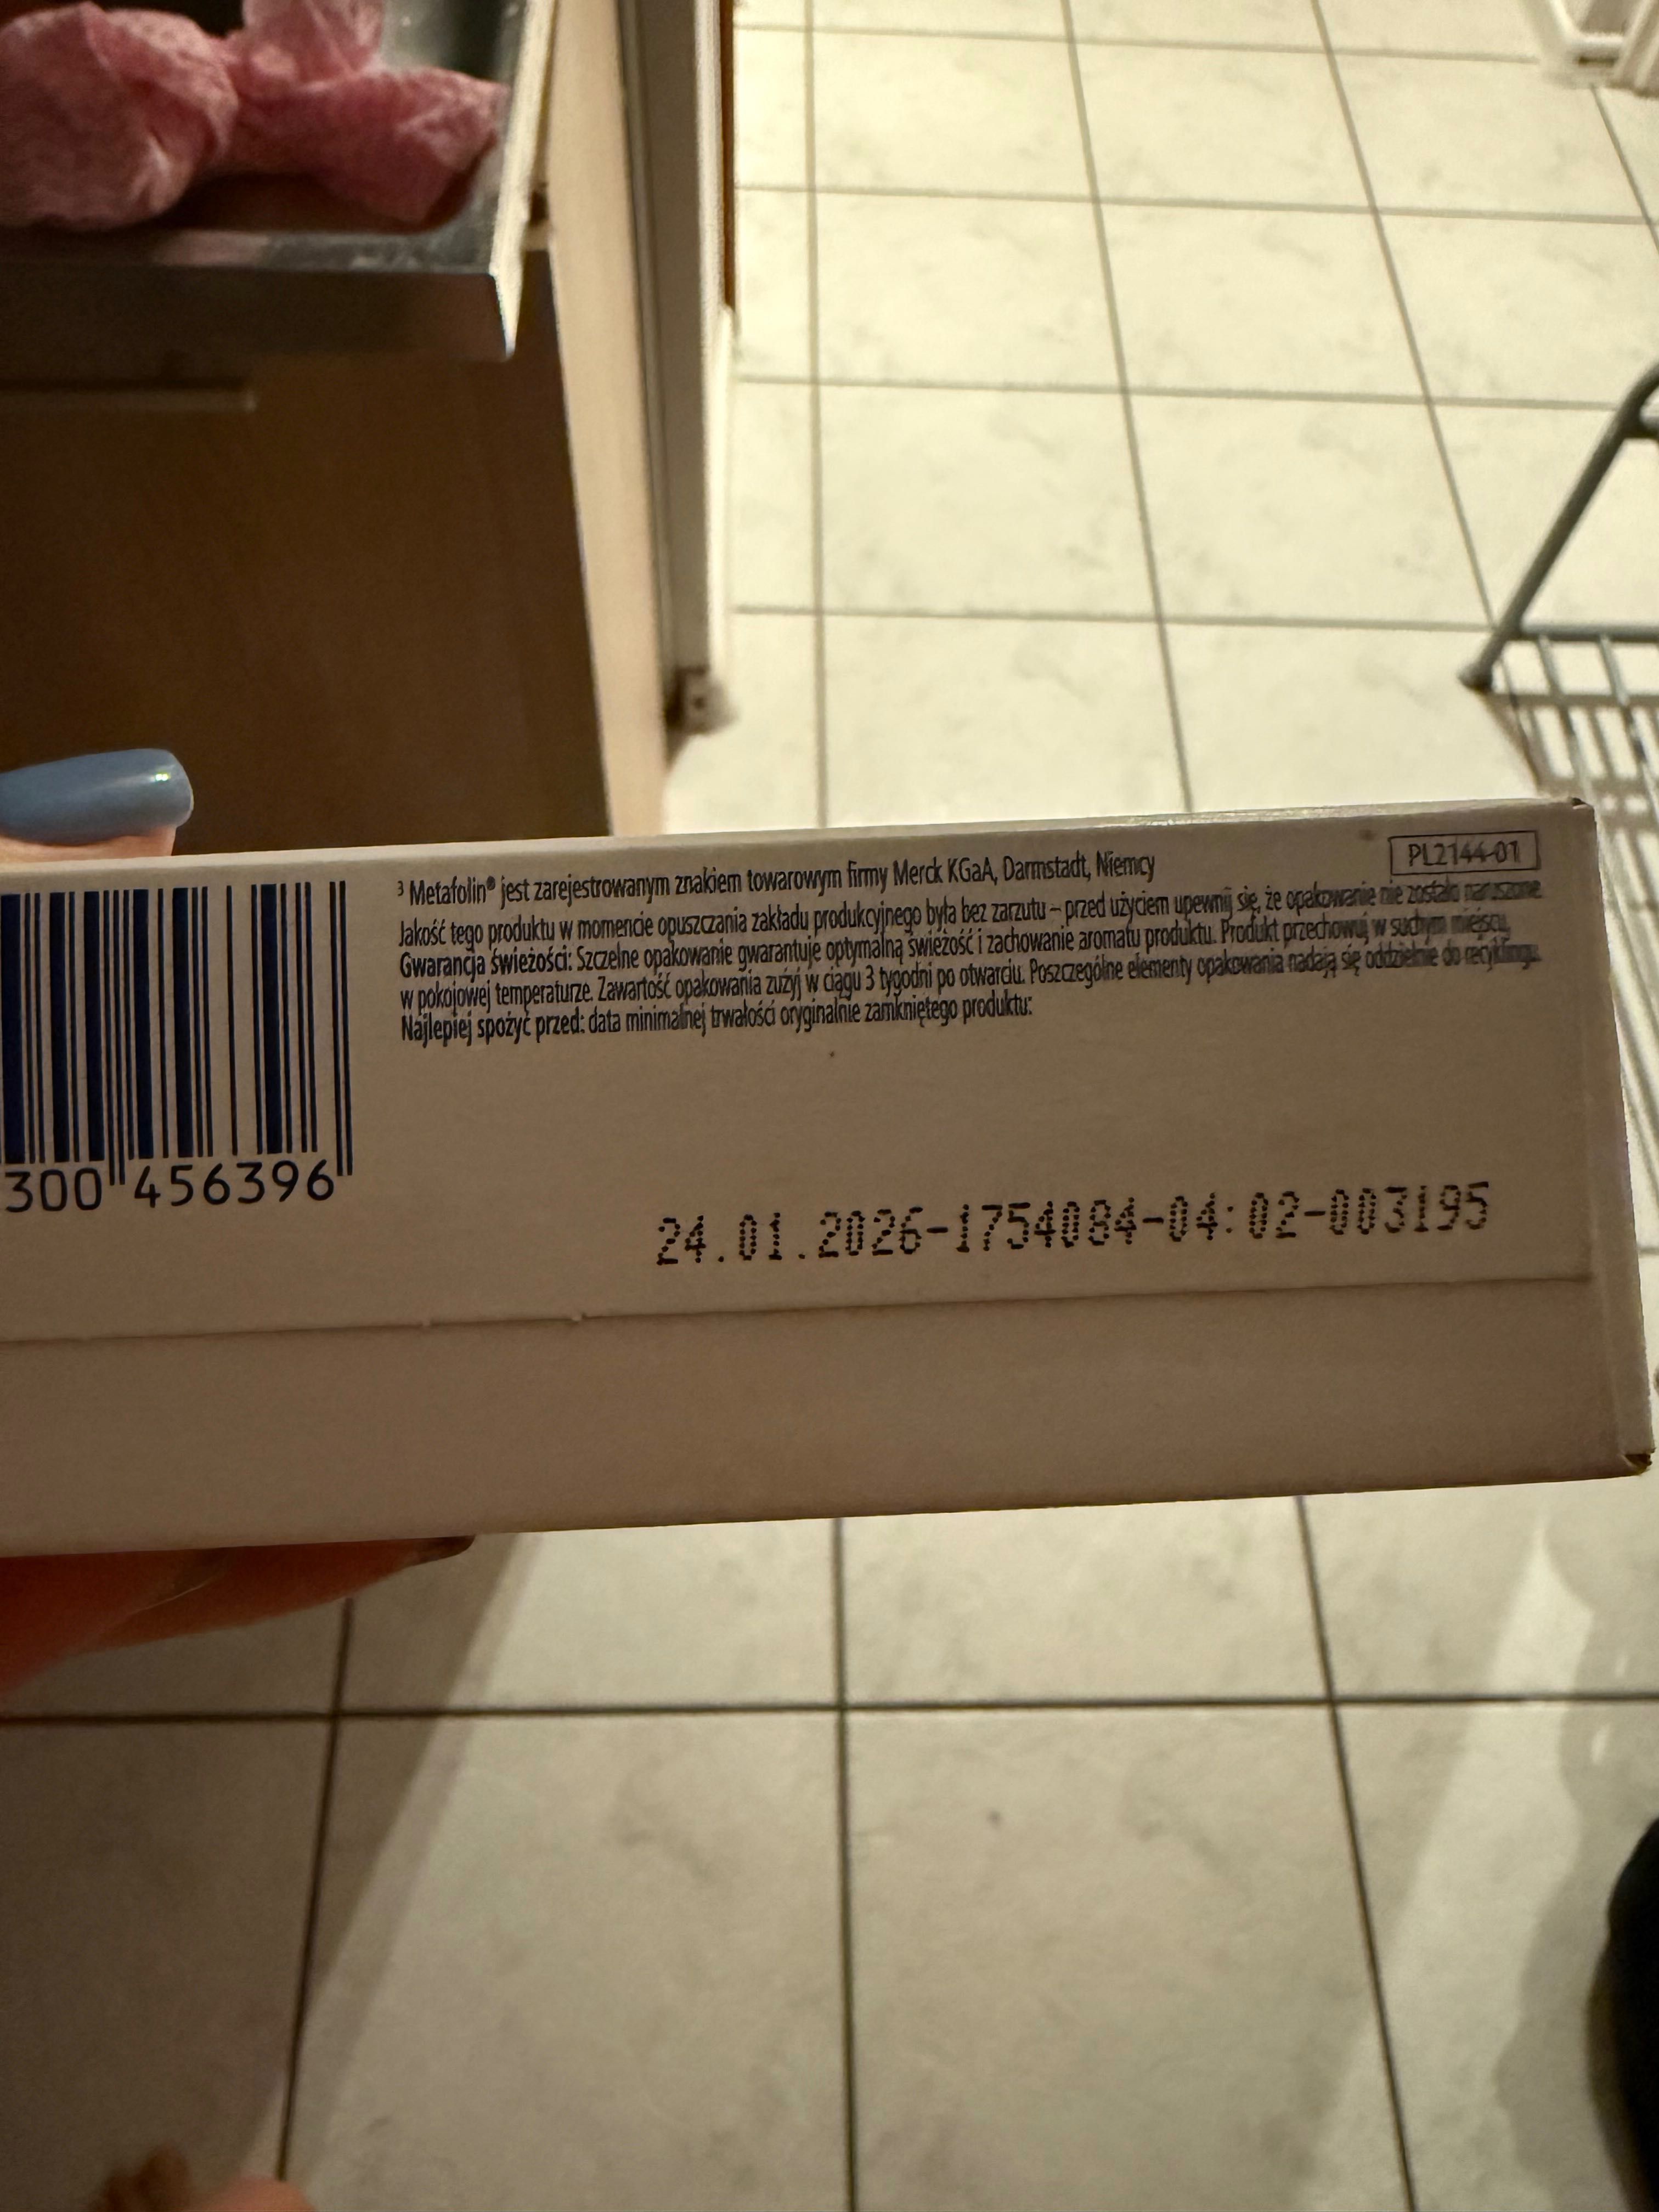 ³ Metafolin® jest zarejestrowanym znakiem towarowym firmy Merck KGaA, Darmstadt, Niemcy
PL2144-01
Jakość tego produktu w momencie opuszczania zakładu produkcyjnego była bez zarzutu – przed użyciem upewnij się, że opakowanie nie zostało naruszone.
Gwarancja świeżości: Szczelne opakowanie gwarantuje optymalną świeżość i zachowanie aromatu produktu. Produkt przechowuj w suchym miejscu,
w pokojowej temperaturze. Zawartość opakowania zużyj w ciągu 3 tygodni po otwarciu. Poszczególne elementy opakowania nadają się oddzielnie do recyklingu.
Najlepiej spożyć przed: data minimalnej trwałości oryginalnie zamkniętego produktu:
300 456396
24.01.2026-1754084-04:02-003195